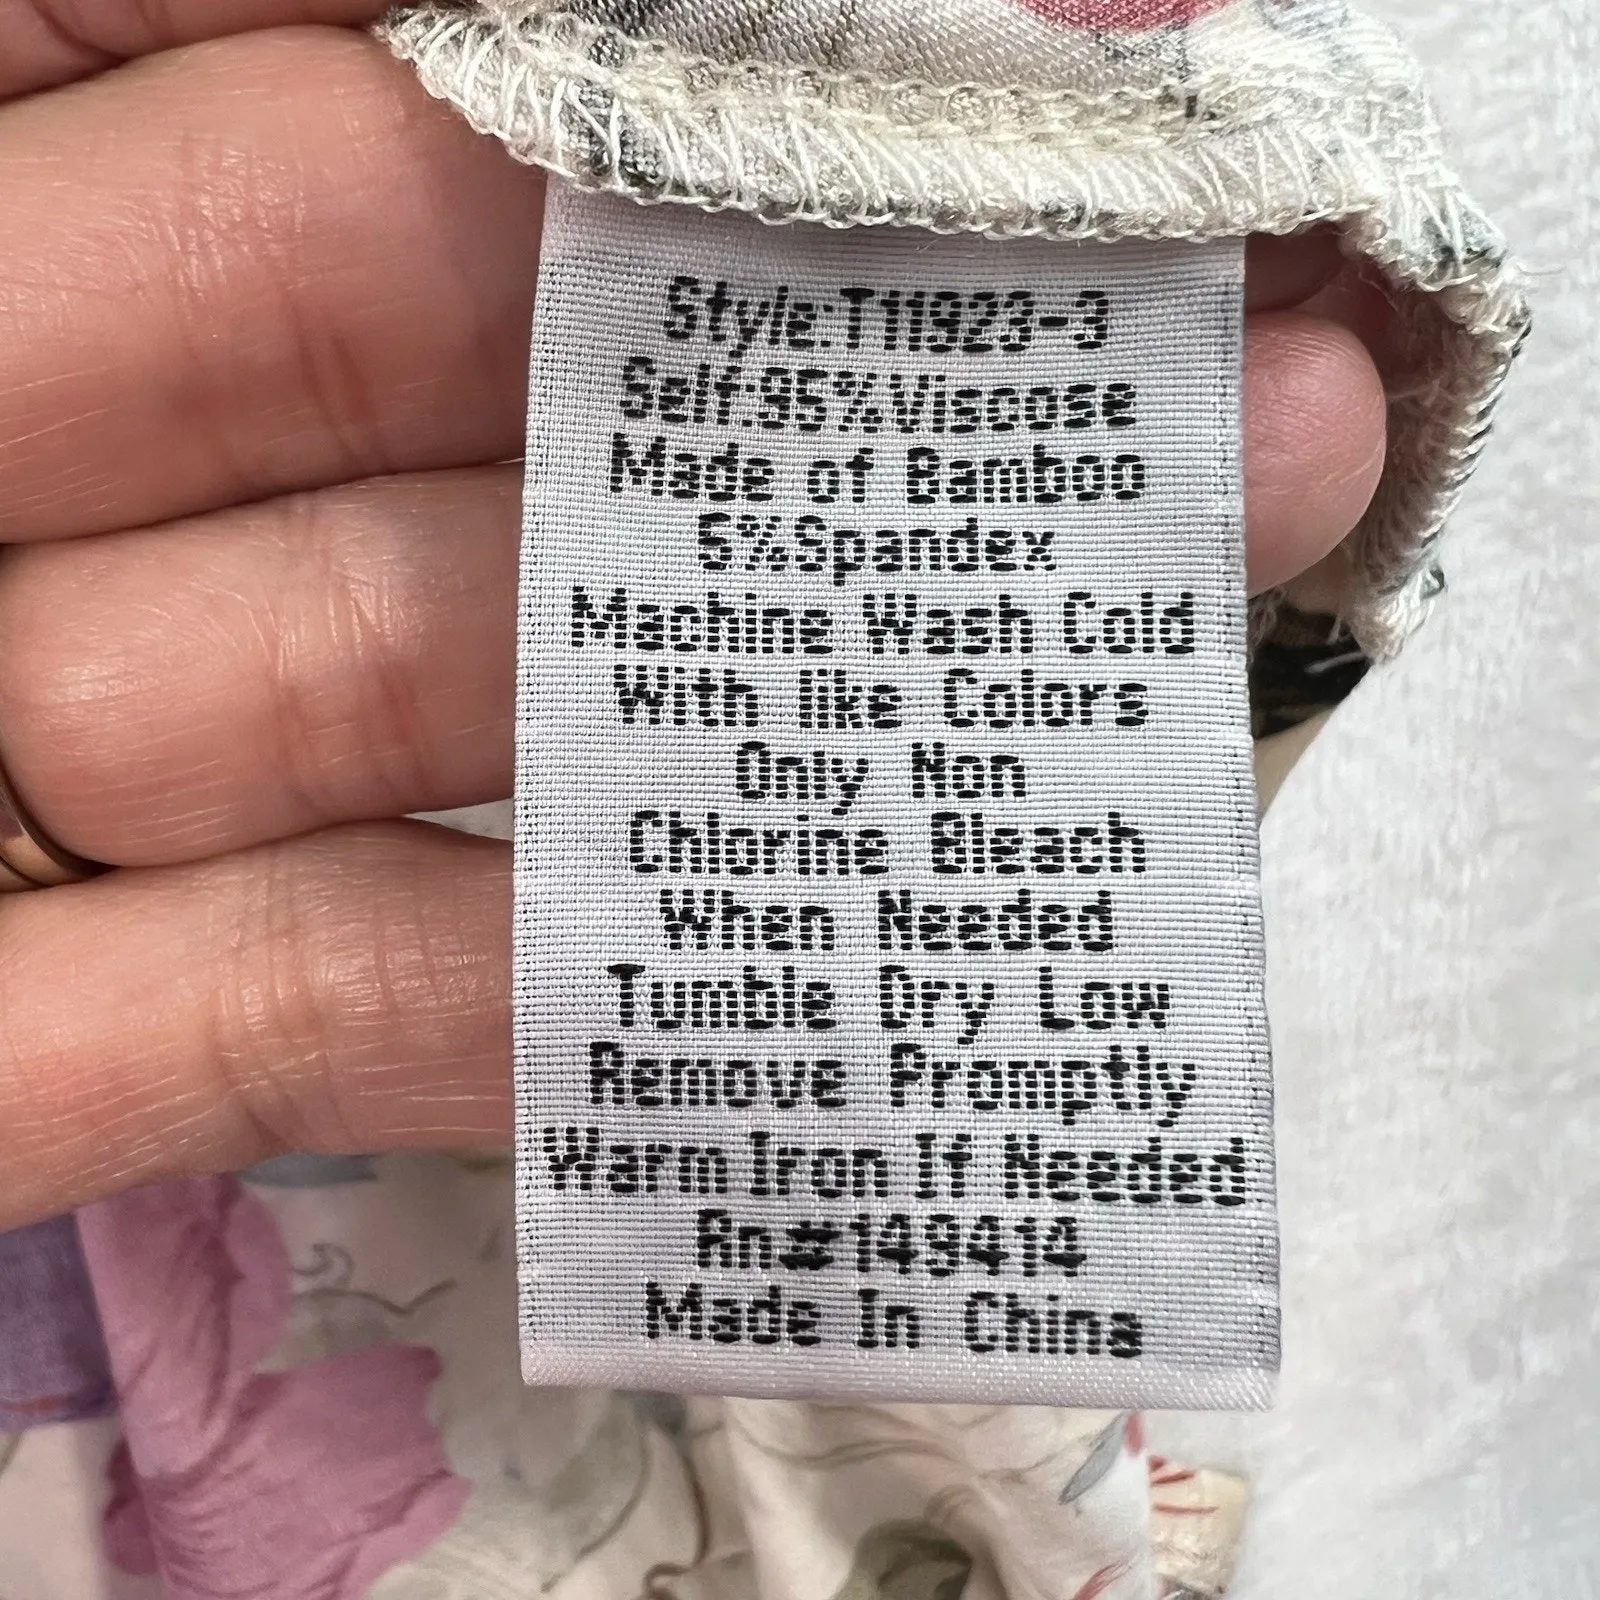 Style:T11923-3
Self:95%Viscose
Made of Bamboo
5%Spandex
Machine Wash Cold
With like Colors
Only Non
Chlorine Bleach
When Needed
Tumble Dry Low
Remove Promptly
Warm Iron If Needed
Rn#149414
Made In China